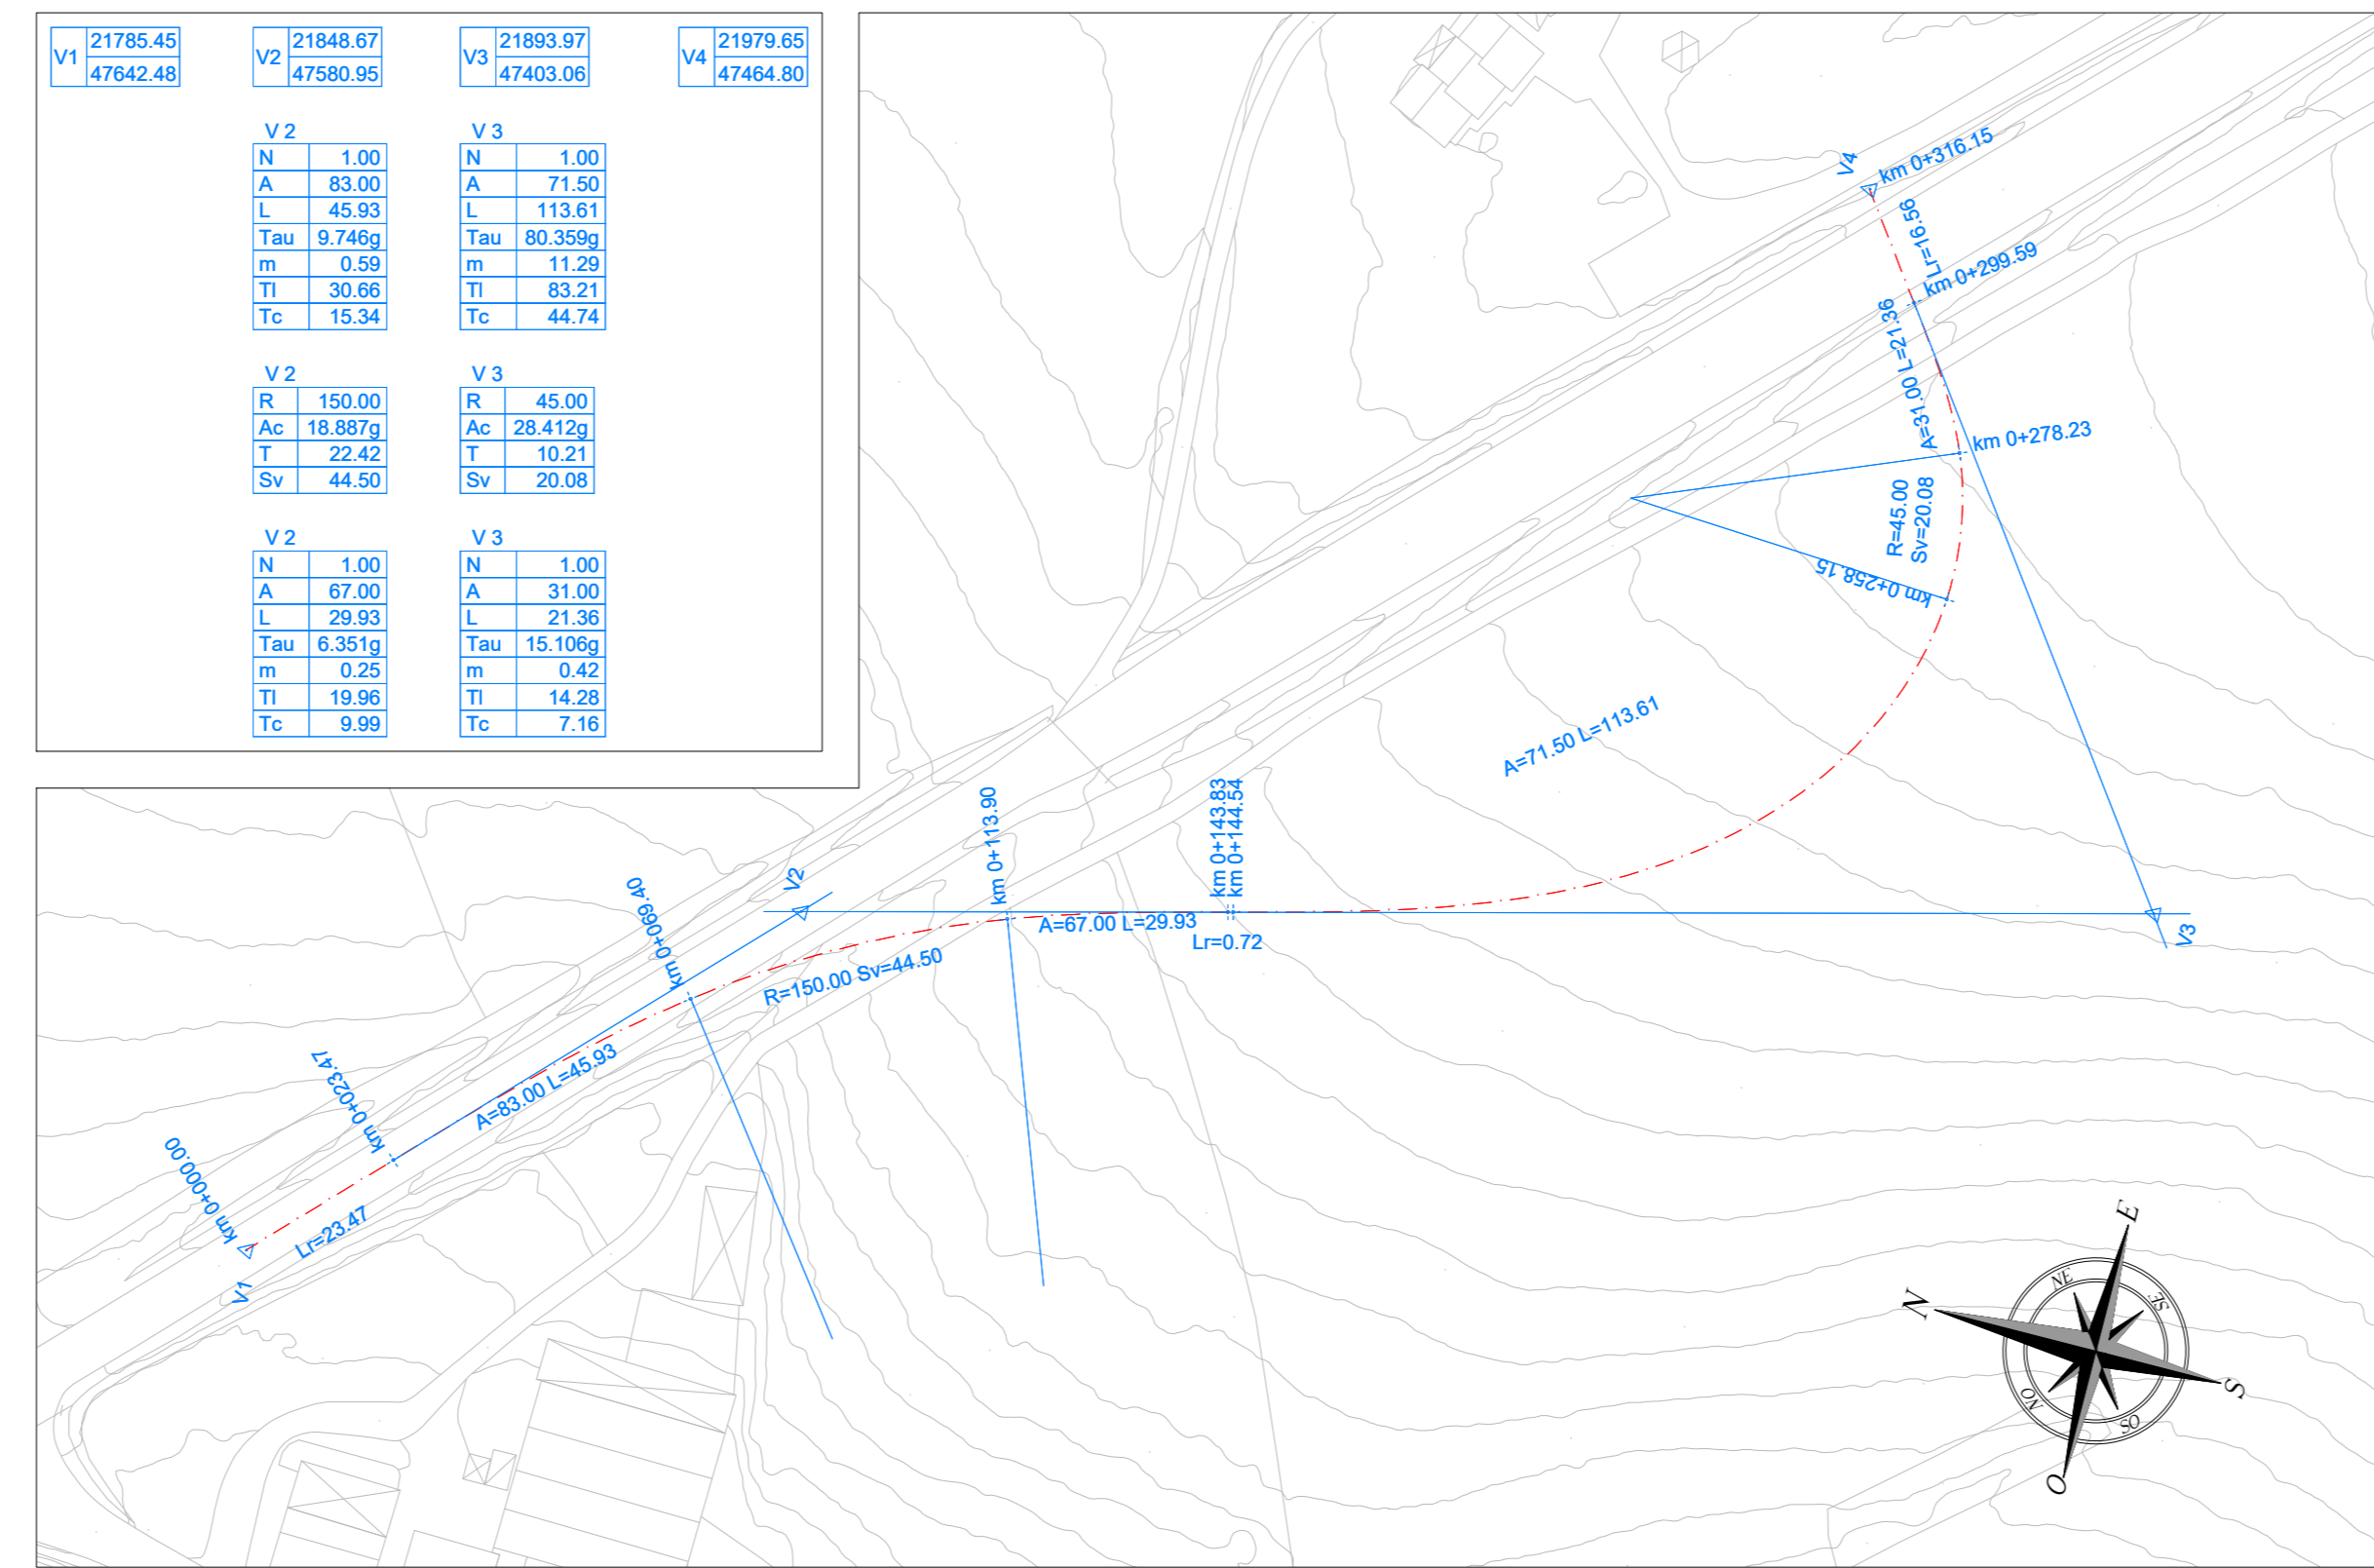 V1 21785.45 47642.48
V2 21848.67 47580.95
V3 21893.97 47403.06
V4 21979.65 47464.80
V 2
N 1.00
A 83.00
L 45.93
Tau 9.746g
m 0.59
Tl 30.66
Tc 15.34
V 3
N 1.00
A 71.50
L 113.61
Tau 80.359g
m 11.29
Tl 83.21
Tc 44.74
V 2
R 150.00
Ac 18.887g
T 22.42
Sv 44.50
V 3
R 45.00
Ac 28.412g
T 10.21
Sv 20.08
V 2
N 1.00
A 67.00
L 29.93
Tau 6.351g
m 0.25
Tl 19.96
Tc 9.99
V 3
N 1.00
A 31.00
L 21.36
Tau 15.106g
m 0.42
Tl 14.28
Tc 7.16
V4
km 0+316.15
Lr=16.56
km 0+299.59
A=31.00 L=21.36
km 0+278.23
R=45.00
Sv=20.08
km 0+258.15
A=71.50 L=113.61
km 0+143.83
km 0+144.54
km 0+113.90
V2
km 0+069.40
A=67.00 L=29.93
Lr=0.72
V3
R=150.00 Sv=44.50
A=83.00 L=45.93
km 0+023.47
km 0+000.00
Lr=23.47
V1
E
NE
SE
N
S
NO
SO
O